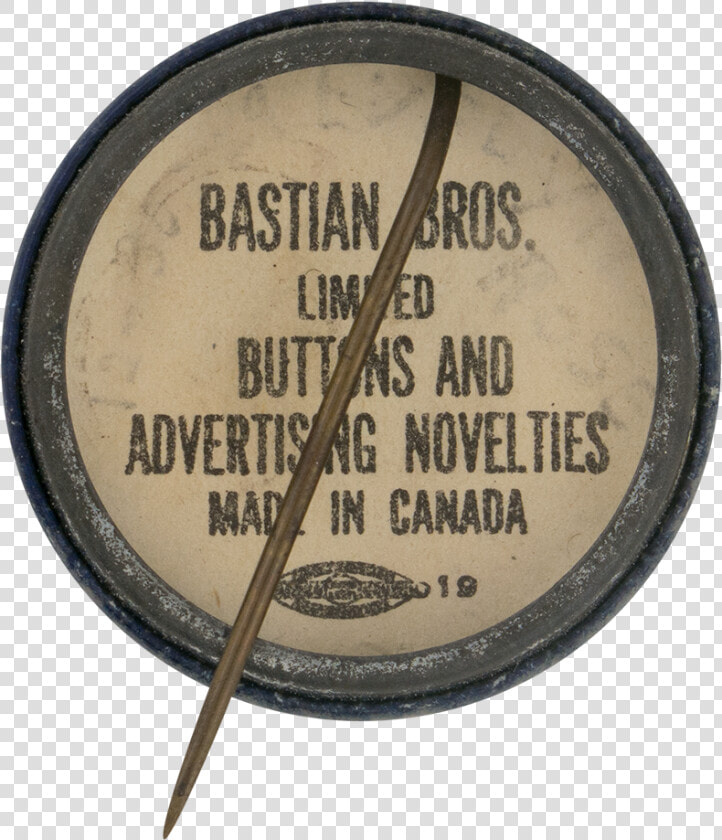 BASTIAN BROS.
LIMITED
BUTTONS AND
ADVERTISING NOVELTIES
MADE IN CANADA
19